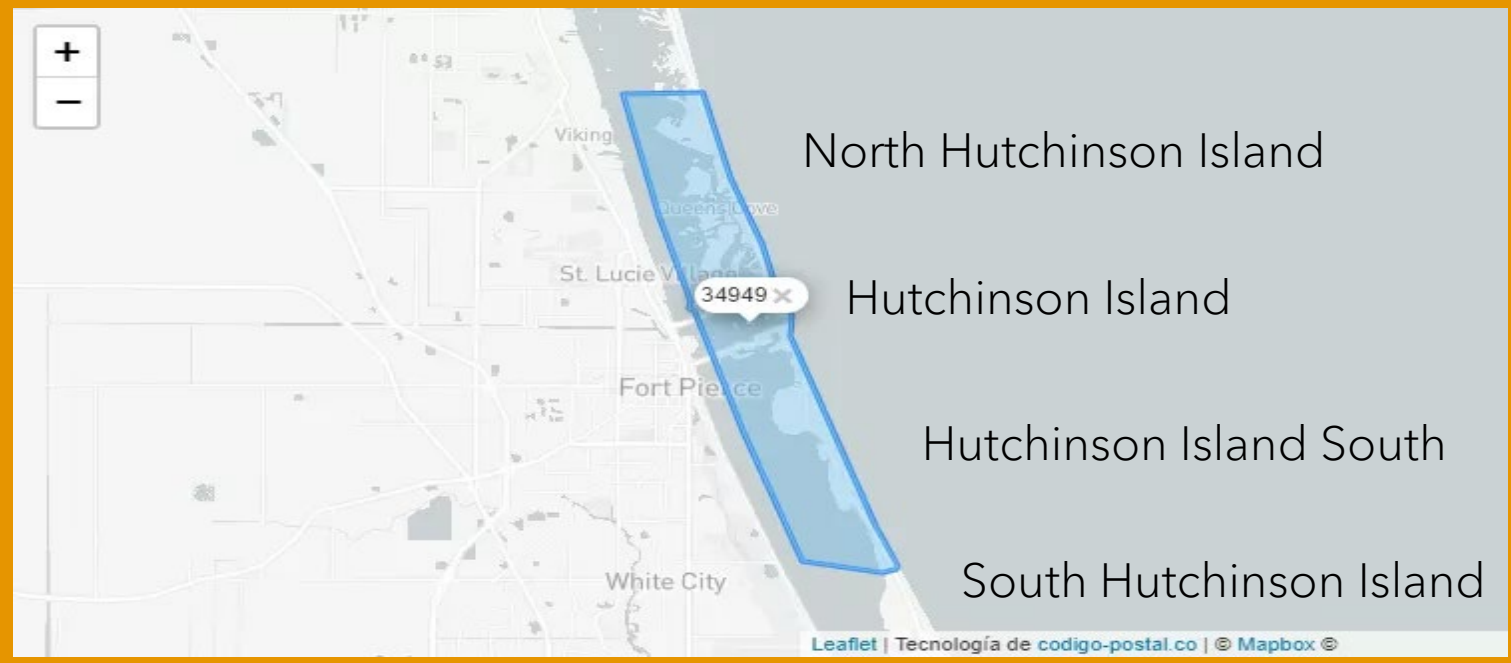 +
−
Viking
North Hutchinson Island
Queens Cove
St. Lucie Village
34949 ×
Hutchinson Island
Fort Pierce
Hutchinson Island South
White City
South Hutchinson Island
Leaflet | Tecnología de codigo-postal.co | © Mapbox ©